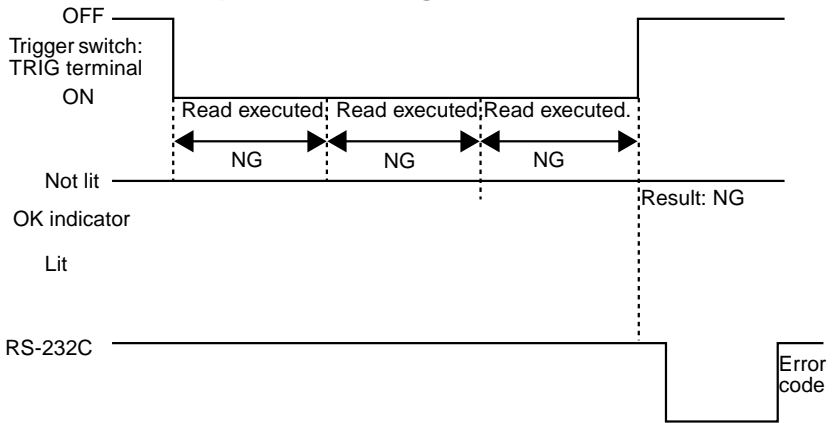 OFF
Trigger switch:
TRIG terminal
ON
Read executed. Read executed. Read executed.
NG NG NG
Not lit
Result: NG
OK indicator
Lit
RS-232C
Error
code